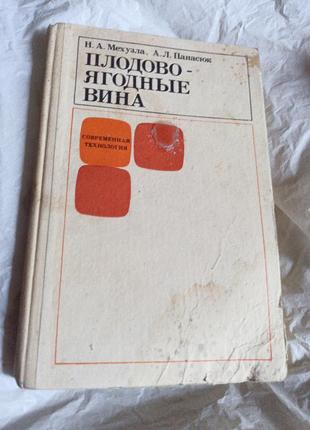 Н. А. Мехузла, А. Л. Панасюк
ПЛОДОВО-
ЯГОДНЫЕ
ВИНА
СОВРЕМЕННАЯ
ТЕХНОЛОГИЯ